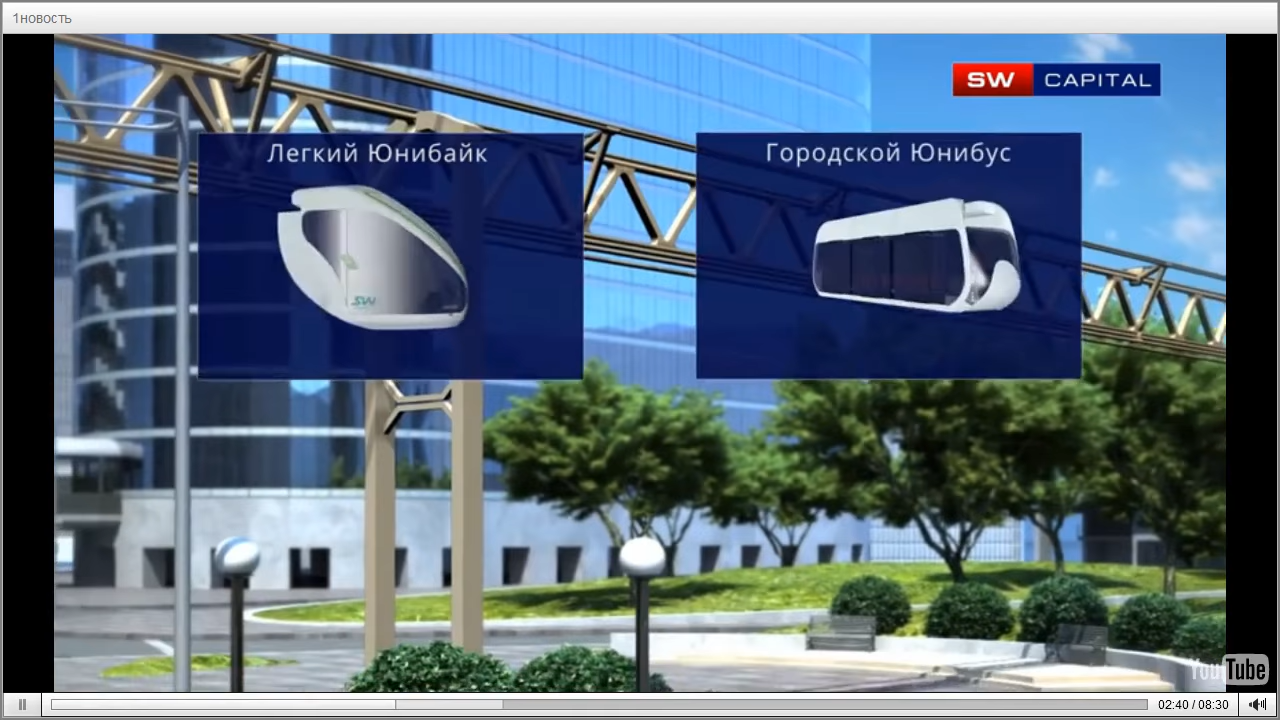 1новость
SW CAPITAL
Легкий Юнибайк
Городской Юнибус
SW
YouTube
02:40 / 08:30